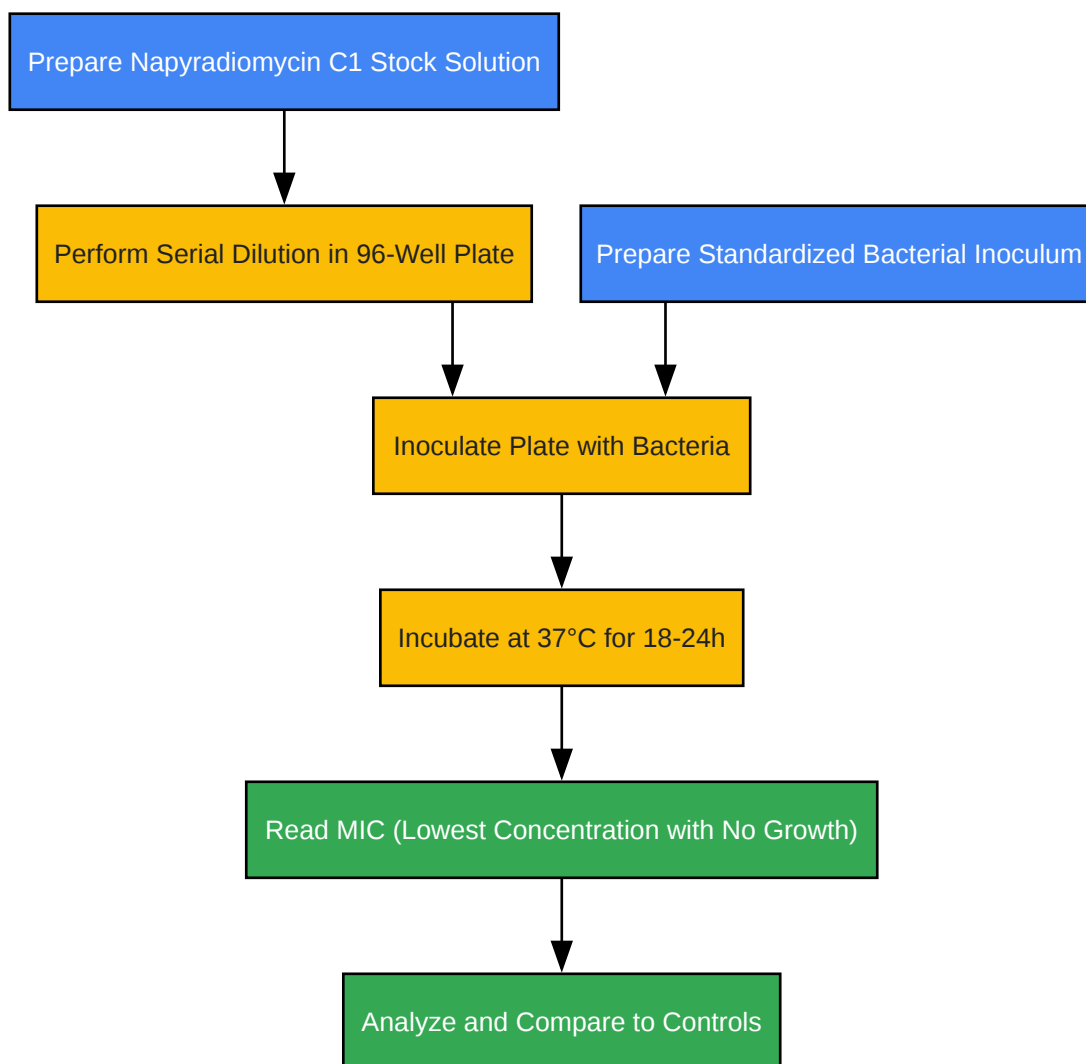 Prepare Napyradiomycin C1 Stock Solution
Perform Serial Dilution in 96-Well Plate
Prepare Standardized Bacterial Inoculum
Inoculate Plate with Bacteria
Incubate at 37°C for 18-24h
Read MIC (Lowest Concentration with No Growth)
Analyze and Compare to Controls